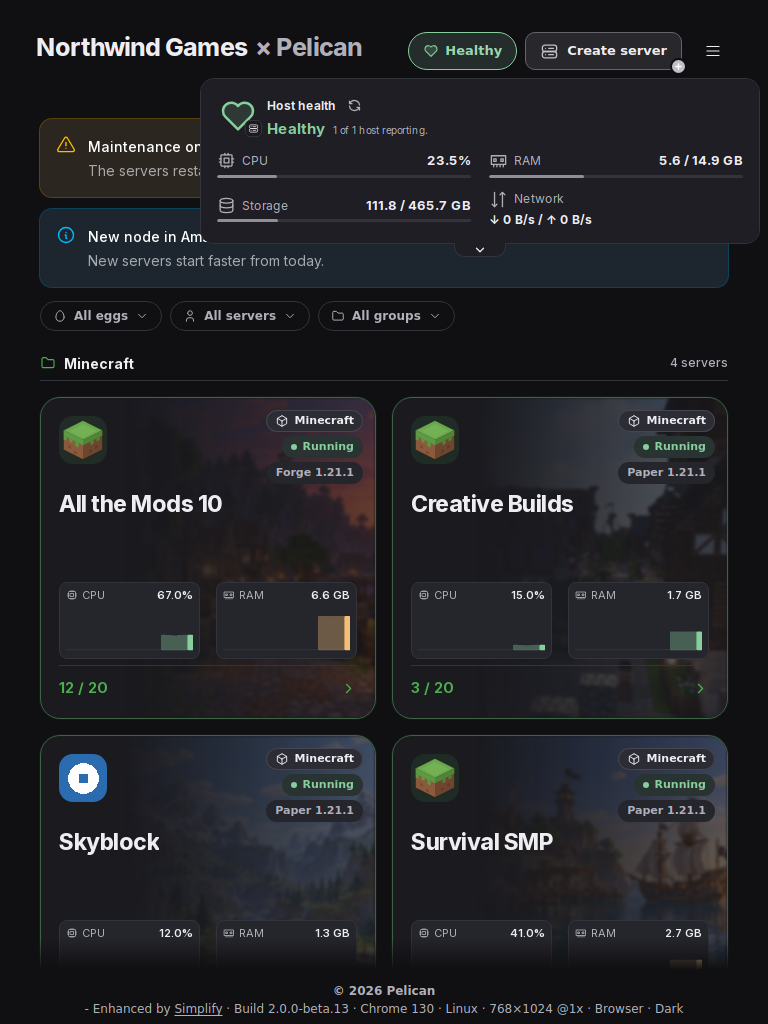 Northwind Games × Pelican
Healthy
Create server
Host health
Healthy 1 of 1 host reporting.
CPU 23.5%
RAM 5.6 / 14.9 GB
Storage 111.8 / 465.7 GB
Network
↓ 0 B/s / ↑ 0 B/s
Maintenance on
The servers resta
New node in Ams
New servers start faster from today.
All eggs
All servers
All groups
Minecraft
4 servers
Minecraft
Running
Forge 1.21.1
All the Mods 10
CPU 67.0%
RAM 6.6 GB
12 / 20
Minecraft
Running
Paper 1.21.1
Creative Builds
CPU 15.0%
RAM 1.7 GB
3 / 20
Minecraft
Running
Paper 1.21.1
Skyblock
CPU 12.0%
RAM 1.3 GB
Minecraft
Running
Paper 1.21.1
Survival SMP
CPU 41.0%
RAM 2.7 GB
© 2026 Pelican
- Enhanced by Simplify · Build 2.0.0-beta.13 · Chrome 130 · Linux · 768×1024 @1x · Browser · Dark